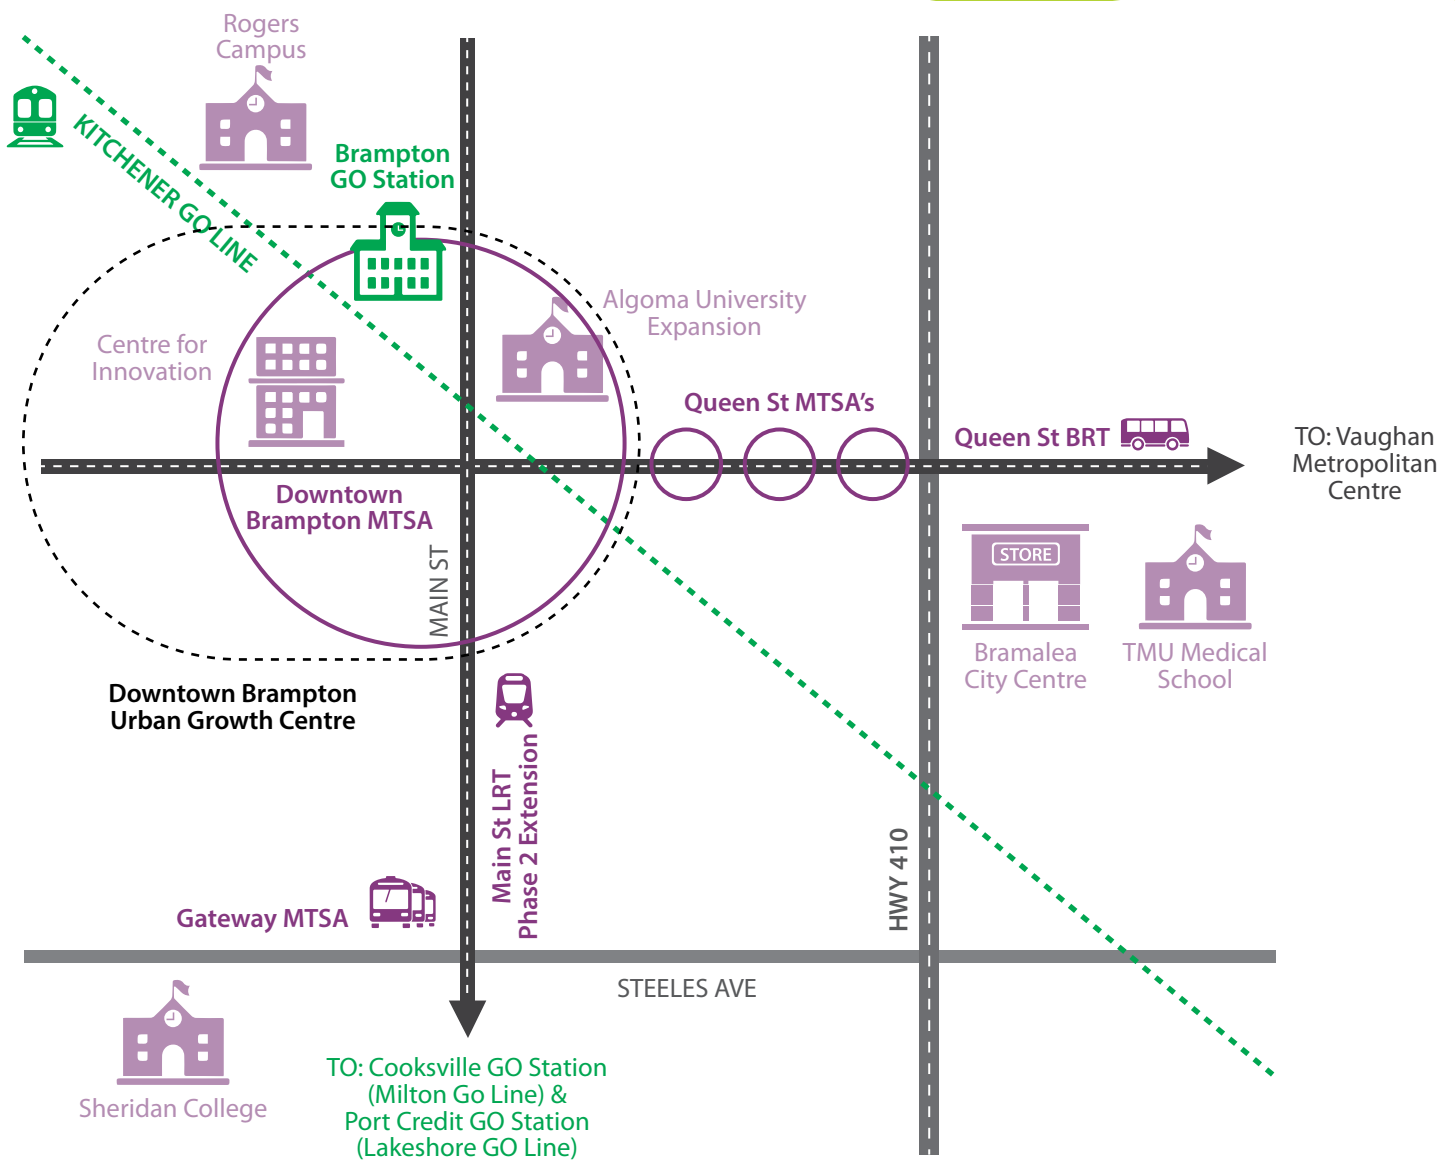 Rogers
Campus
KITCHENER GO LINE
Brampton
GO Station
Algoma University
Expansion
Centre for
Innovation
Queen St MTSA's
Queen St BRT
TO: Vaughan
Metropolitan
Centre
Downtown
Brampton MTSA
MAIN ST
STORE
Bramalea
City Centre
TMU Medical
School
Downtown Brampton
Urban Growth Centre
Main St LRT
Phase 2 Extension
HWY 410
Gateway MTSA
STEELES AVE
Sheridan College
TO: Cooksville GO Station
(Milton Go Line) &
Port Credit GO Station
(Lakeshore GO Line)